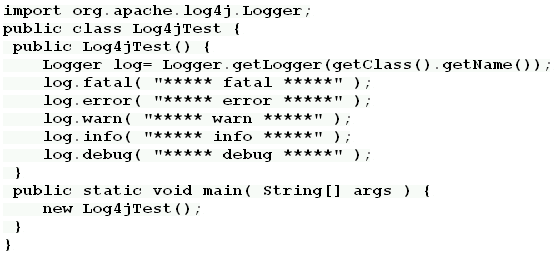 import org.apache.log4j.Logger;
public class Log4jTest {
 public Log4jTest() {
    Logger log= Logger.getLogger(getClass().getName());
    log.fatal( "***** fatal *****" );
    log.error( "***** error *****" );
    log.warn( "***** warn *****" );
    log.info( "***** info *****" );
    log.debug( "***** debug *****" );
 }
 public static void main( String[] args ) {
    new Log4jTest();
 }
}